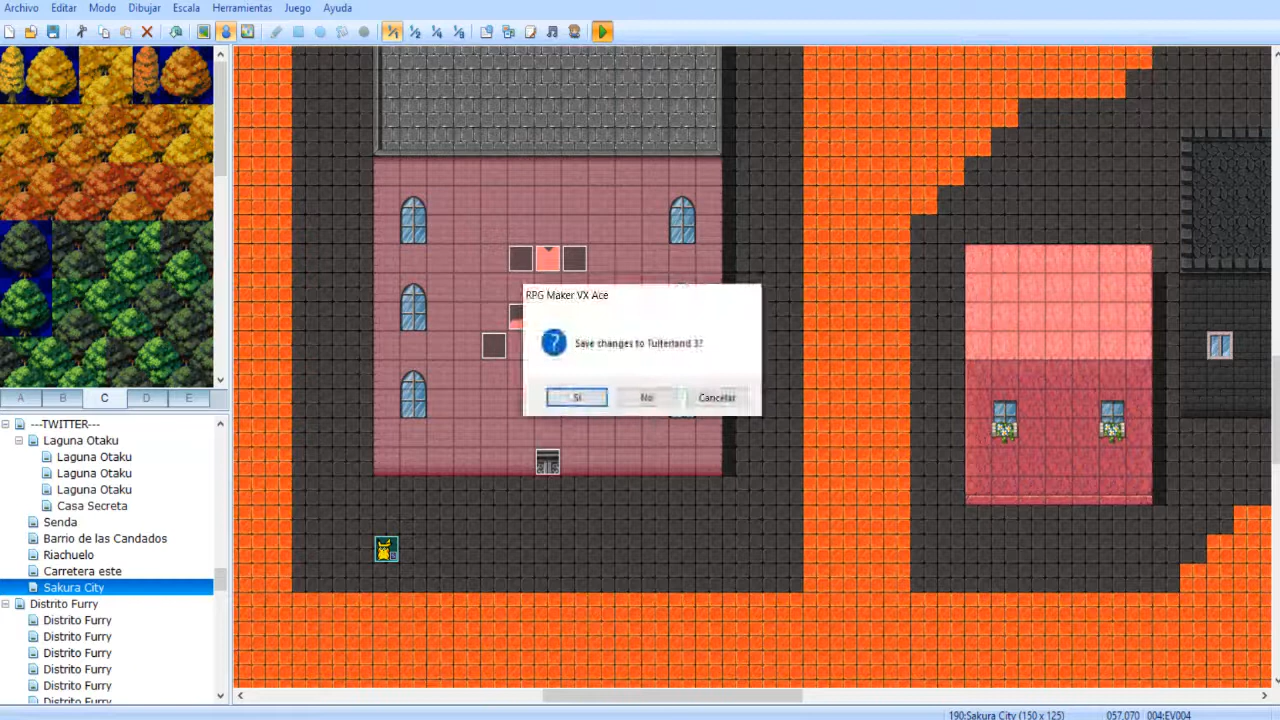 Archivo Editar Modo Dibujar Escala Herramientas Juego Ayuda
RPG Maker VX Ace
Save changes to Tuiterland 3?
Sí No Cancelar
A B C D E
---TWITTER---
Laguna Otaku
Laguna Otaku
Laguna Otaku
Laguna Otaku
Casa Secreta
Senda
Barrio de las Candados
Riachuelo
Carretera este
Sakura City
Distrito Furry
Distrito Furry
Distrito Furry
Distrito Furry
Distrito Furry
Distrito Furry
Distrito Furry
190:Sakura City (150 x 125) 057,070 004:EV004